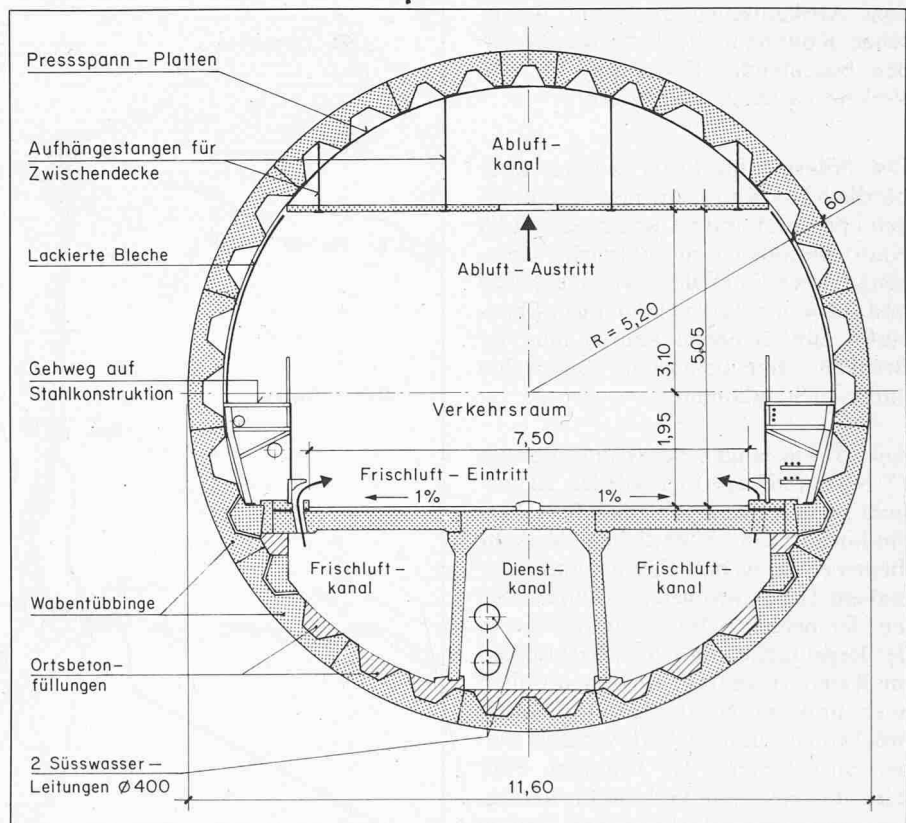 Pressspann – Platten
Aufhängestangen für
Zwischendecke
Lackierte Bleche
Gehweg auf
Stahlkonstruktion
Wabentübbinge
Ortsbeton–
füllungen
2 Süsswasser –
Leitungen Ø400
Abluft–
kanal
Abluft – Austritt
60
R = 5,20
3,10
5,05
1,95
Verkehrsraum
7,50
Frischluft – Eintritt
1%
1%
Frischluft–
kanal
Dienst–
kanal
Frischluft–
kanal
11,60